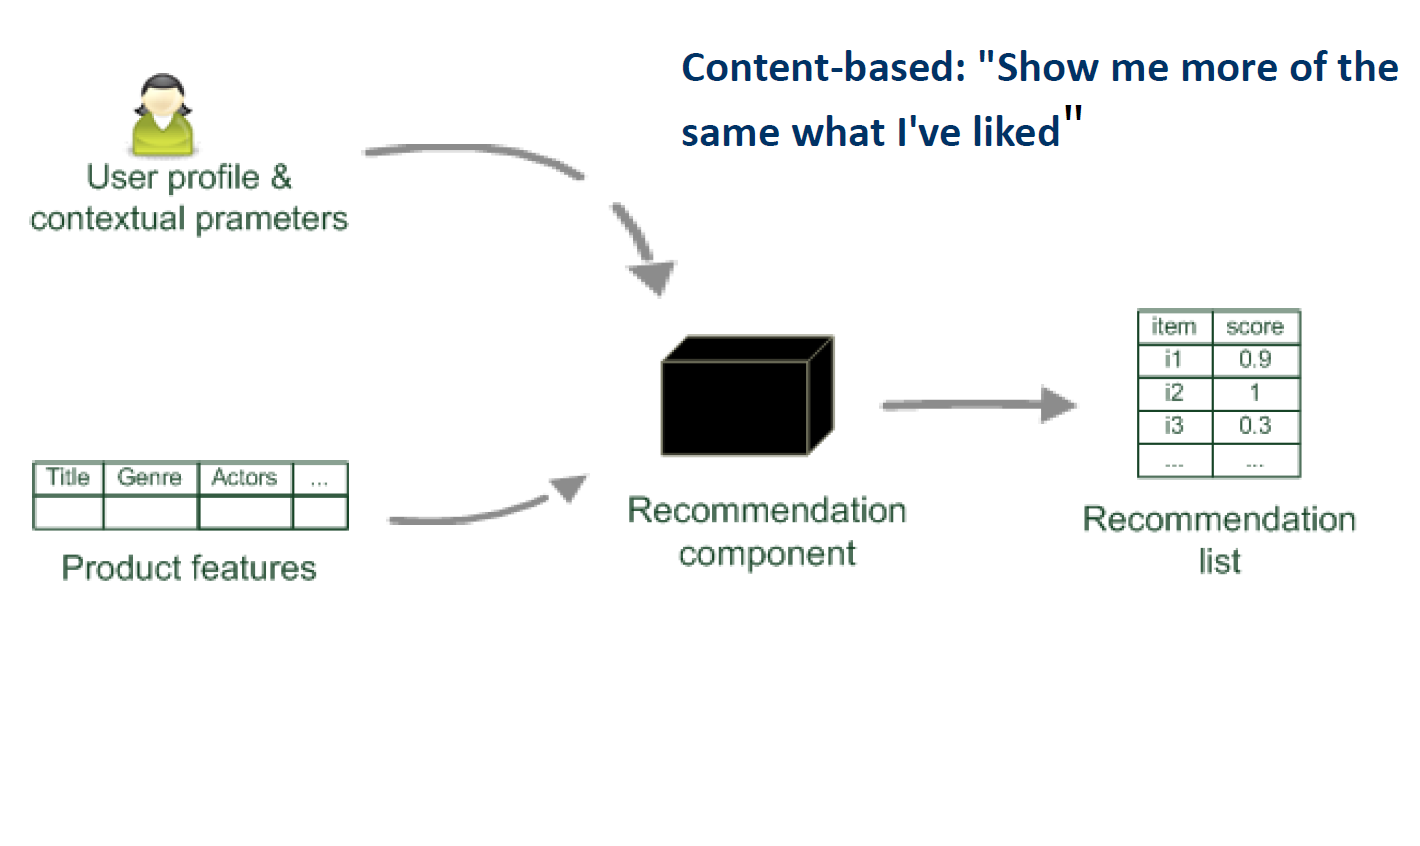 Content-based: "Show me more of the
same what I've liked"
User profile &
contextual prameters
Title Genre Actors ...
Product features
Recommendation
component
item score
i1 0.9
i2 1
i3 0.3
... ...
Recommendation
list